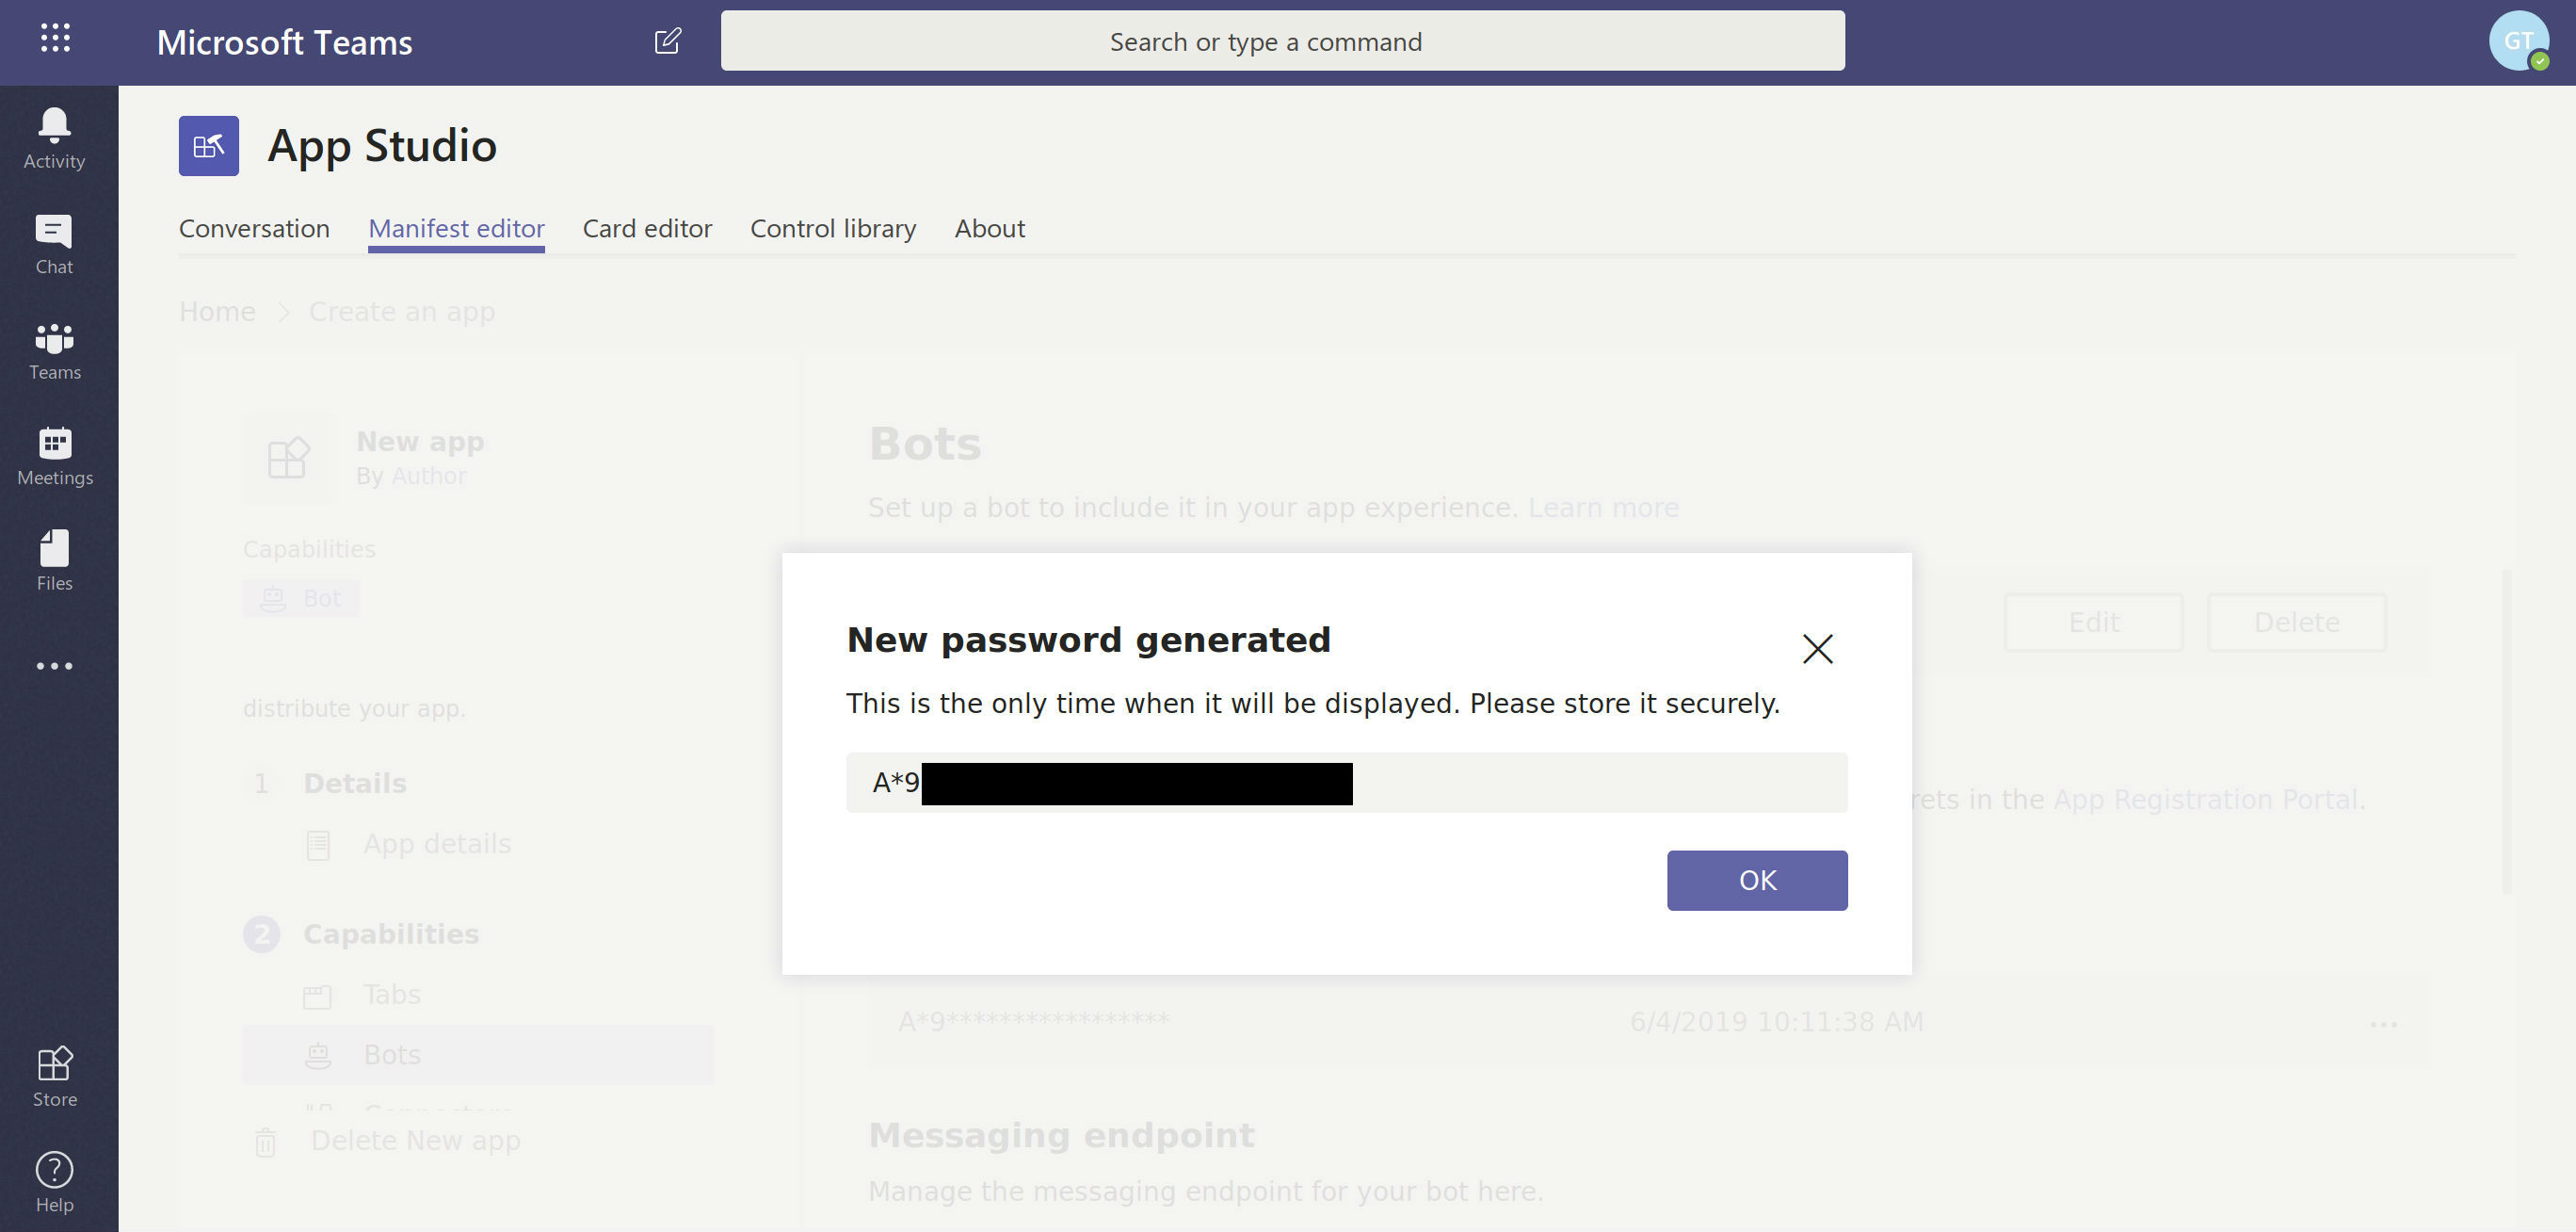 Microsoft Teams
Search or type a command
GT
Activity
Chat
Teams
Meetings
Files
Store
Help
App Studio
Conversation
Manifest editor
Card editor
Control library
About
Home
Create an app
New app
By Author
Capabilities
Bot
distribute your app.
1 Details
App details
2 Capabilities
Tabs
Bots
Delete New app
Bots
Set up a bot to include it in your app experience. Learn more
Edit
Delete
New password generated
This is the only time when it will be displayed. Please store it securely.
A*9
OK
in the App Registration Portal.
A*9*****************
6/4/2019 10:11:38 AM
Messaging endpoint
Manage the messaging endpoint for your bot here.